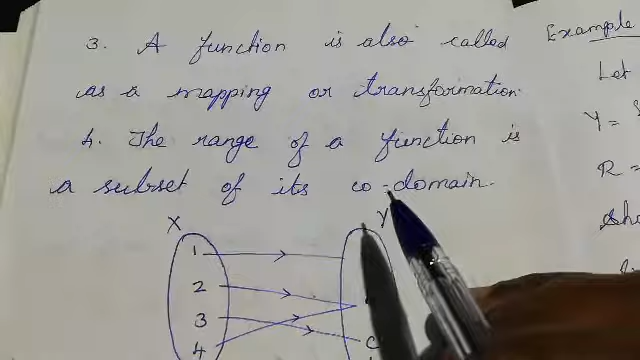 3. A function is also called
as a mapping or transformation.
4. The range of a function is
a subset of its co-domain.
X
Y
1
2
3
4
c
Example
Let
Y =
R =